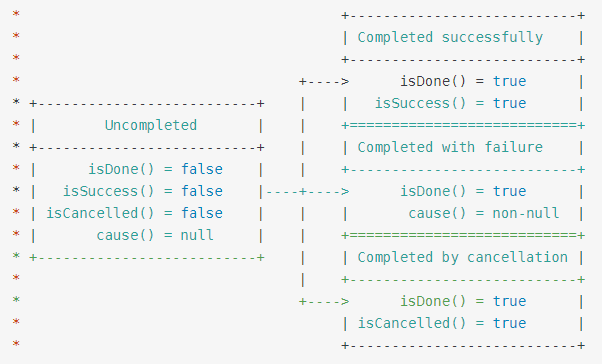 *                                      +---------------------------+
 *                                      | Completed successfully    |
 *                                      +---------------------------+
 *                                 +---->      isDone() = true      |
 * +--------------------------+    |    |   isSuccess() = true      |
 * |        Uncompleted       |    |    +===========================+
 * +--------------------------+    |    | Completed with failure    |
 * |      isDone() = false    |    |    +---------------------------+
 * |   isSuccess() = false    |----+---->      isDone() = true      |
 * | isCancelled() = false    |    |    |       cause() = non-null  |
 * |       cause() = null     |    |    +===========================+
 * +--------------------------+    |    | Completed by cancellation |
 *                                 |    +---------------------------+
 *                                 +---->      isDone() = true      |
 *                                      | isCancelled() = true      |
 *                                      +---------------------------+